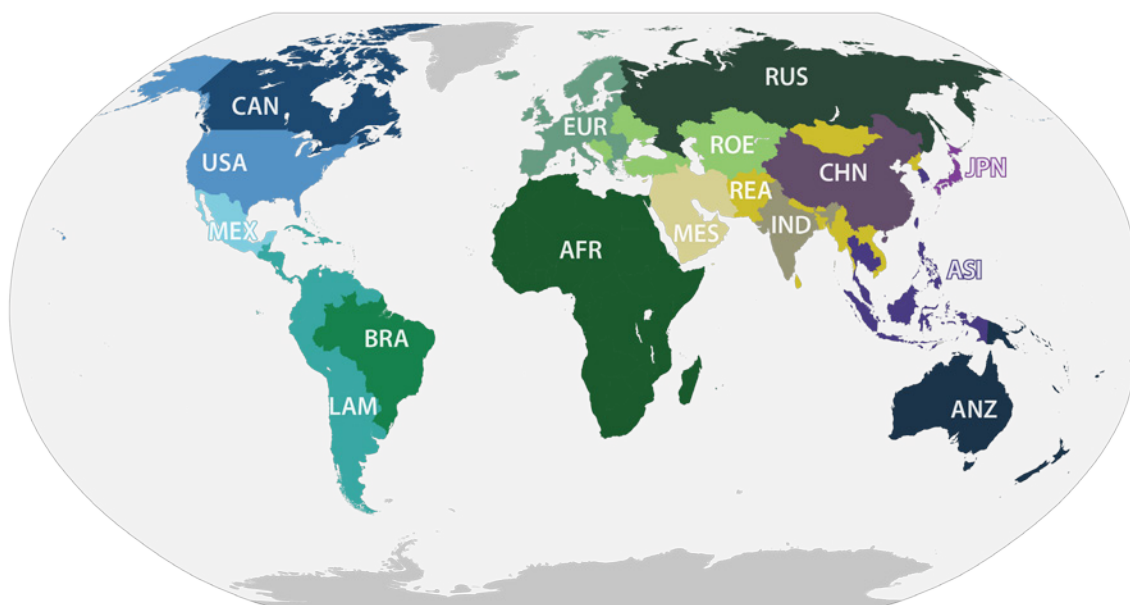 RUS
CAN
EUR
USA
ROE
CHN
JPN
REA
MEX
MES
IND
AFR
ASI
BRA
LAM
ANZ